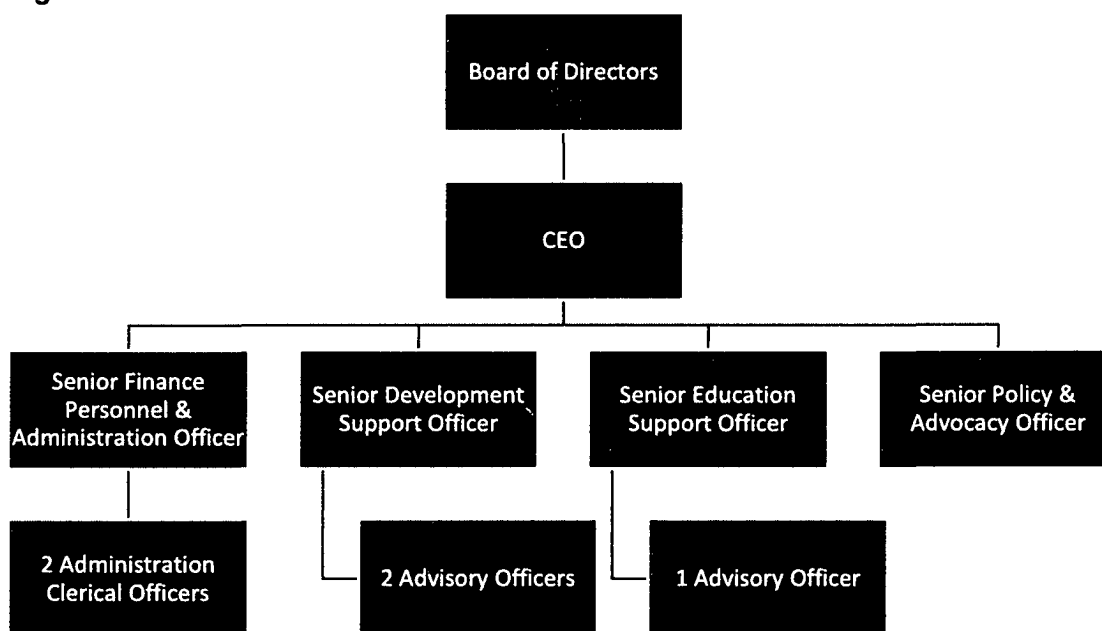 Board of Directors
CEO
Senior Finance
Personnel &
Administration Officer
Senior Development
Support Officer
Senior Education
Support Officer
Senior Policy &
Advocacy Officer
2 Administration
Clerical Officers
2 Advisory Officers
1 Advisory Officer